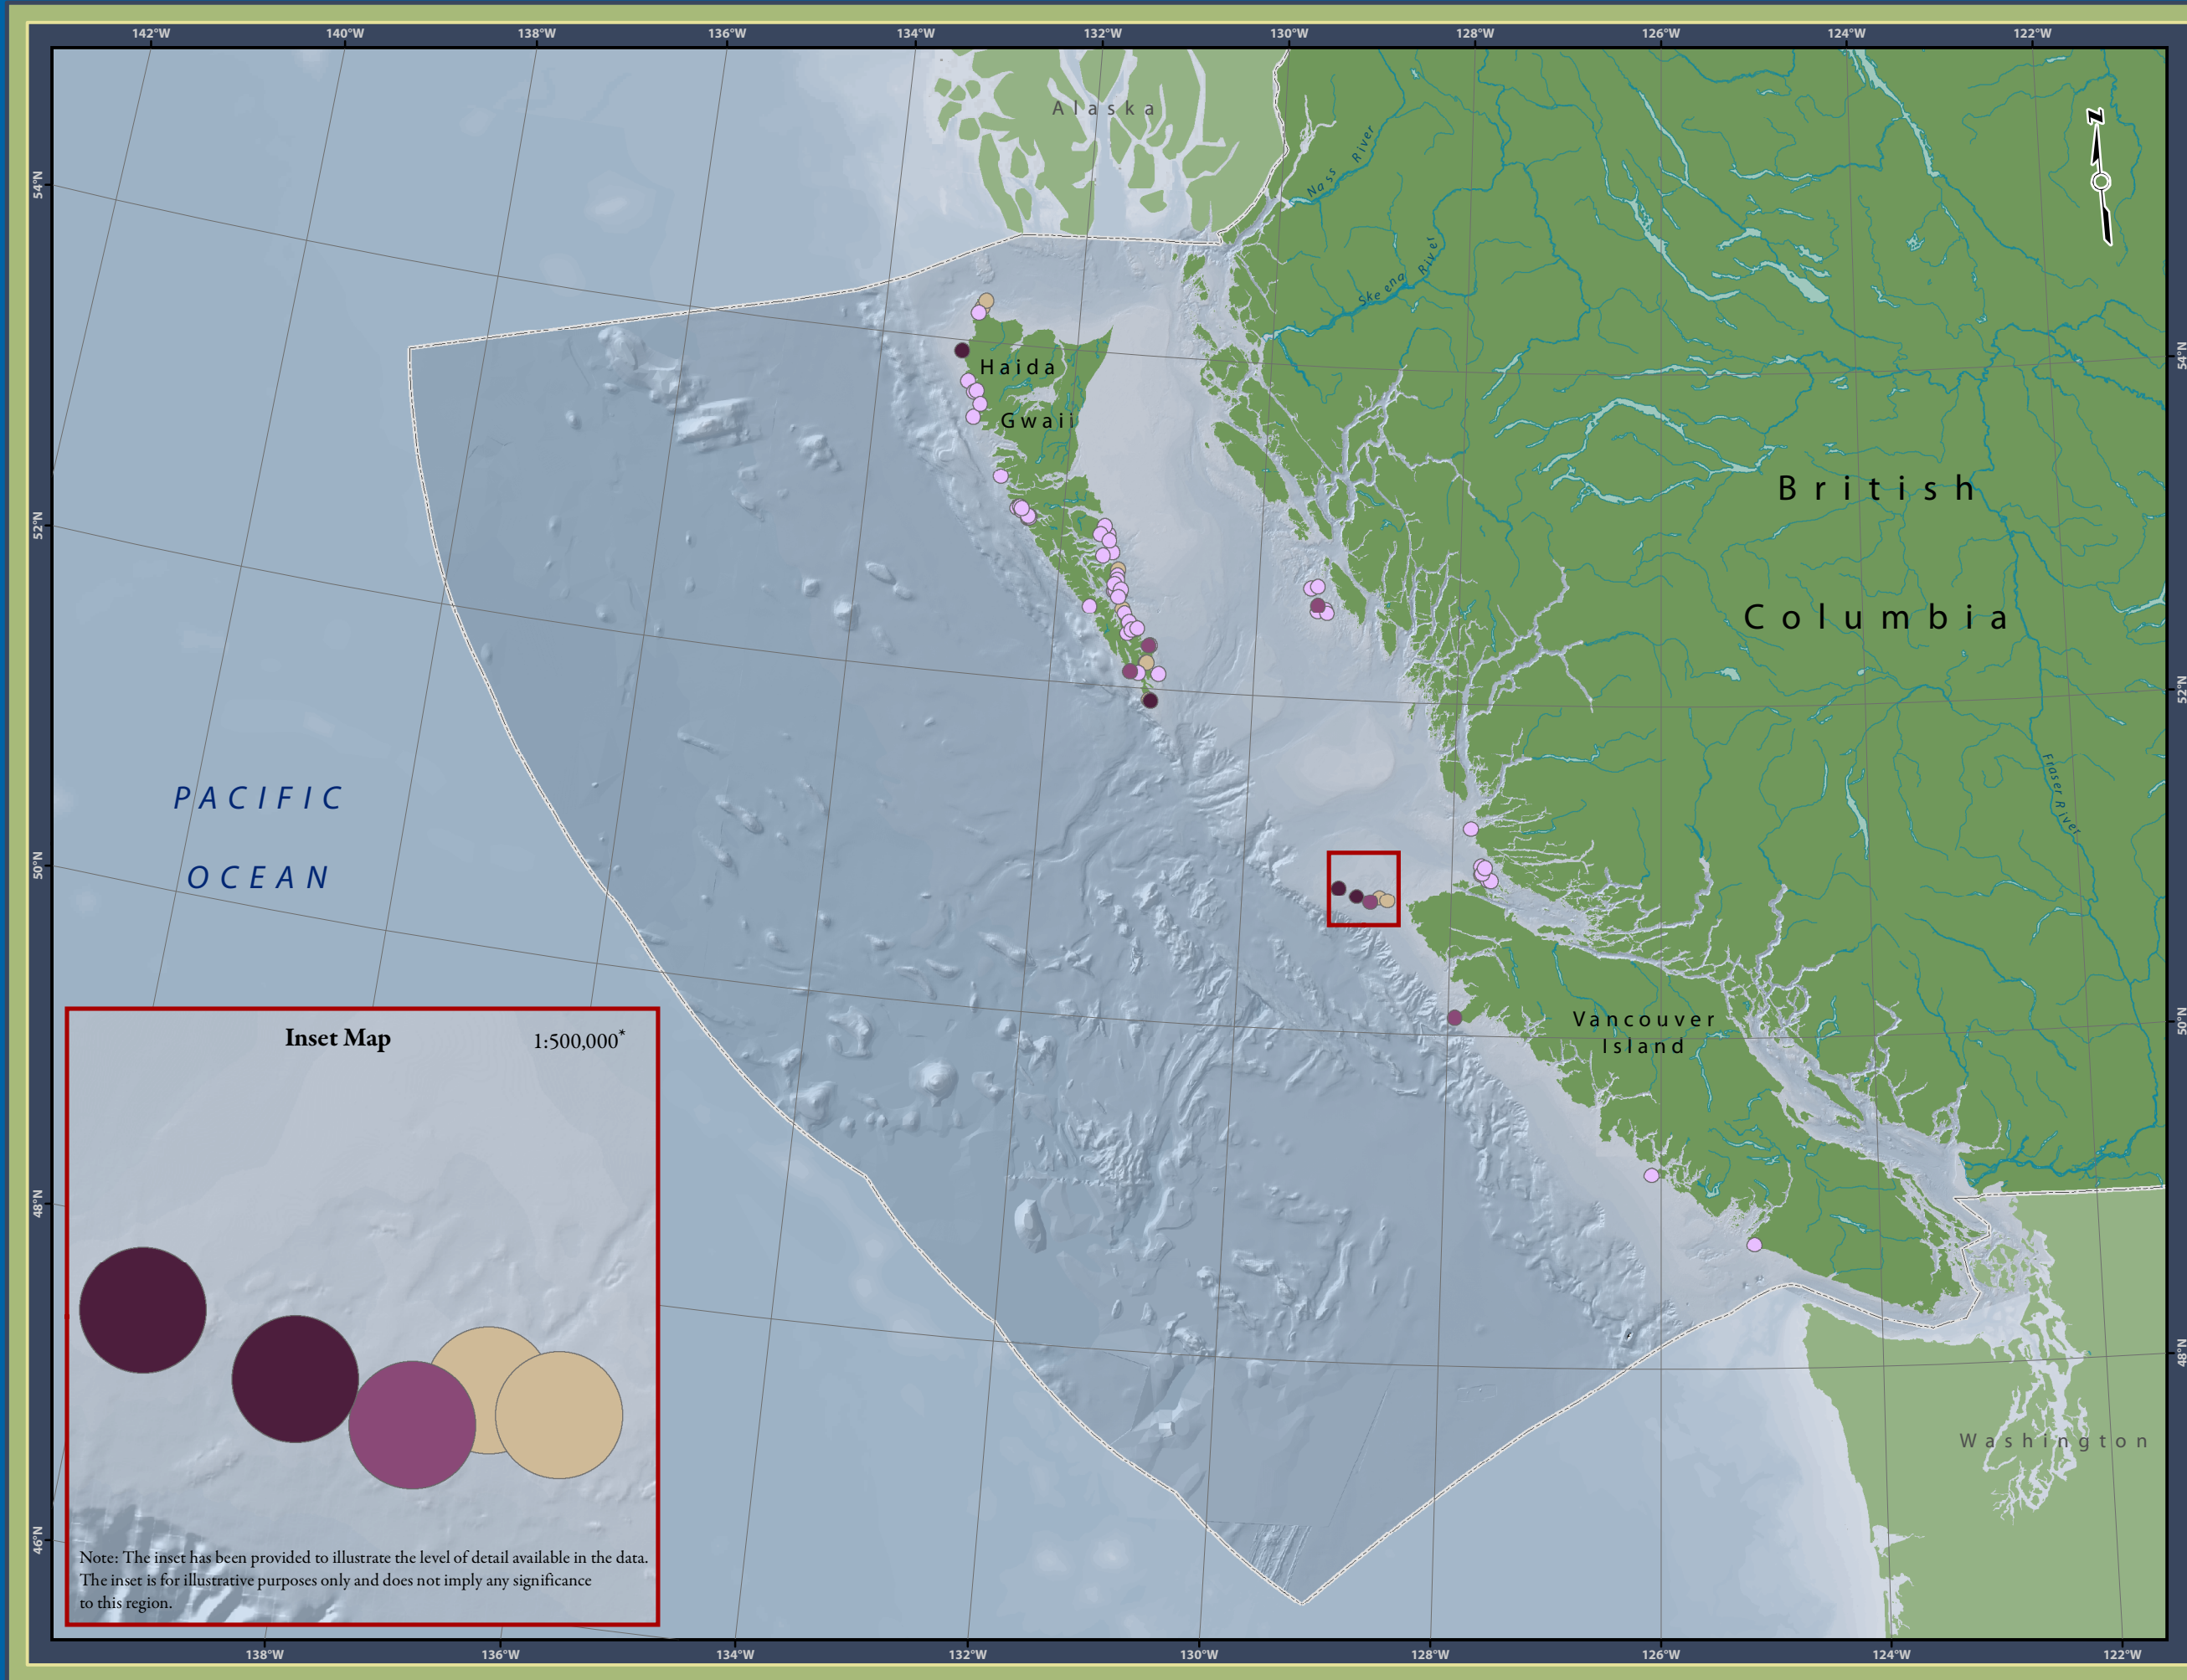 142°W 140°W 138°W 136°W 134°W 132°W 130°W 128°W 126°W 124°W 122°W
Alaska
Nass River
54°N
Skeena River
54°N
Haida
Gwaii
British
52°N
Columbia
52°N
Fraser River
PACIFIC
OCEAN
50°N
50°N
Vancouver
Island
Inset Map 1:500,000*
48°N
48°N
Washington
46°N
Note: The inset has been provided to illustrate the level of detail available in the data.
The inset is for illustrative purposes only and does not imply any significance
to this region.
138°W 136°W 134°W 132°W 130°W 128°W 126°W 124°W 122°W
N